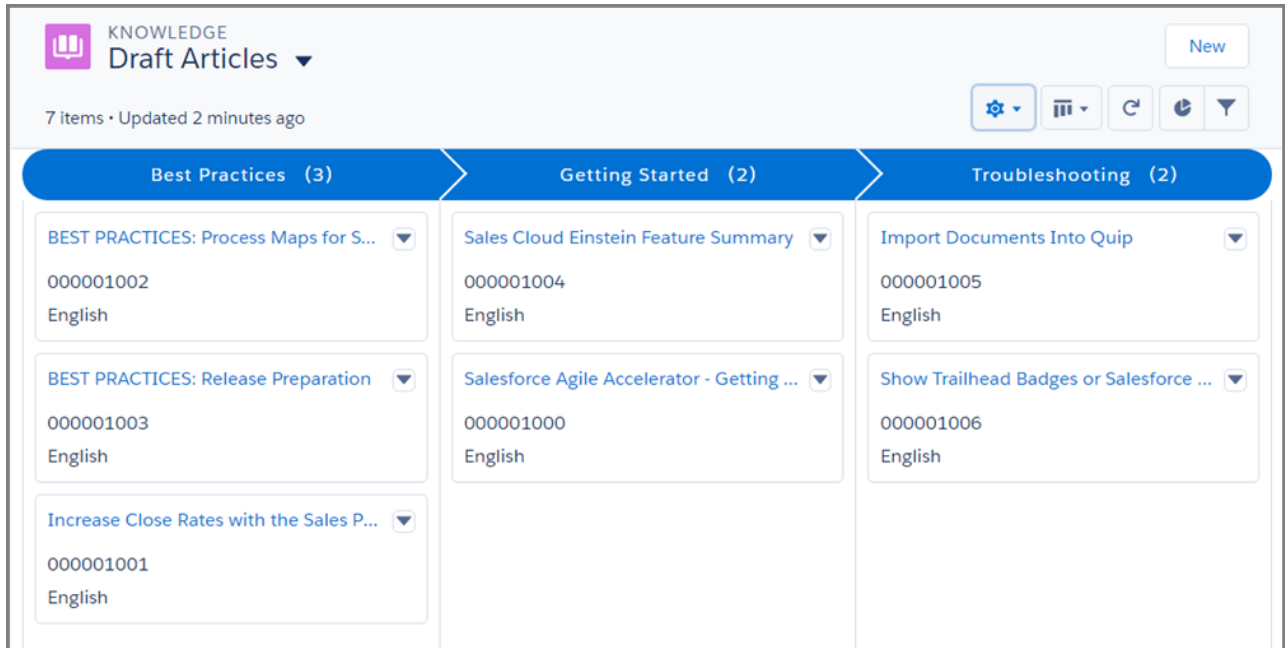 KNOWLEDGE
Draft Articles
New
7 items • Updated 2 minutes ago
Best Practices (3)
Getting Started (2)
Troubleshooting (2)
BEST PRACTICES: Process Maps for S...
000001002
English
BEST PRACTICES: Release Preparation
000001003
English
Increase Close Rates with the Sales P...
000001001
English
Sales Cloud Einstein Feature Summary
000001004
English
Salesforce Agile Accelerator - Getting ...
000001000
English
Import Documents Into Quip
000001005
English
Show Trailhead Badges or Salesforce ...
000001006
English